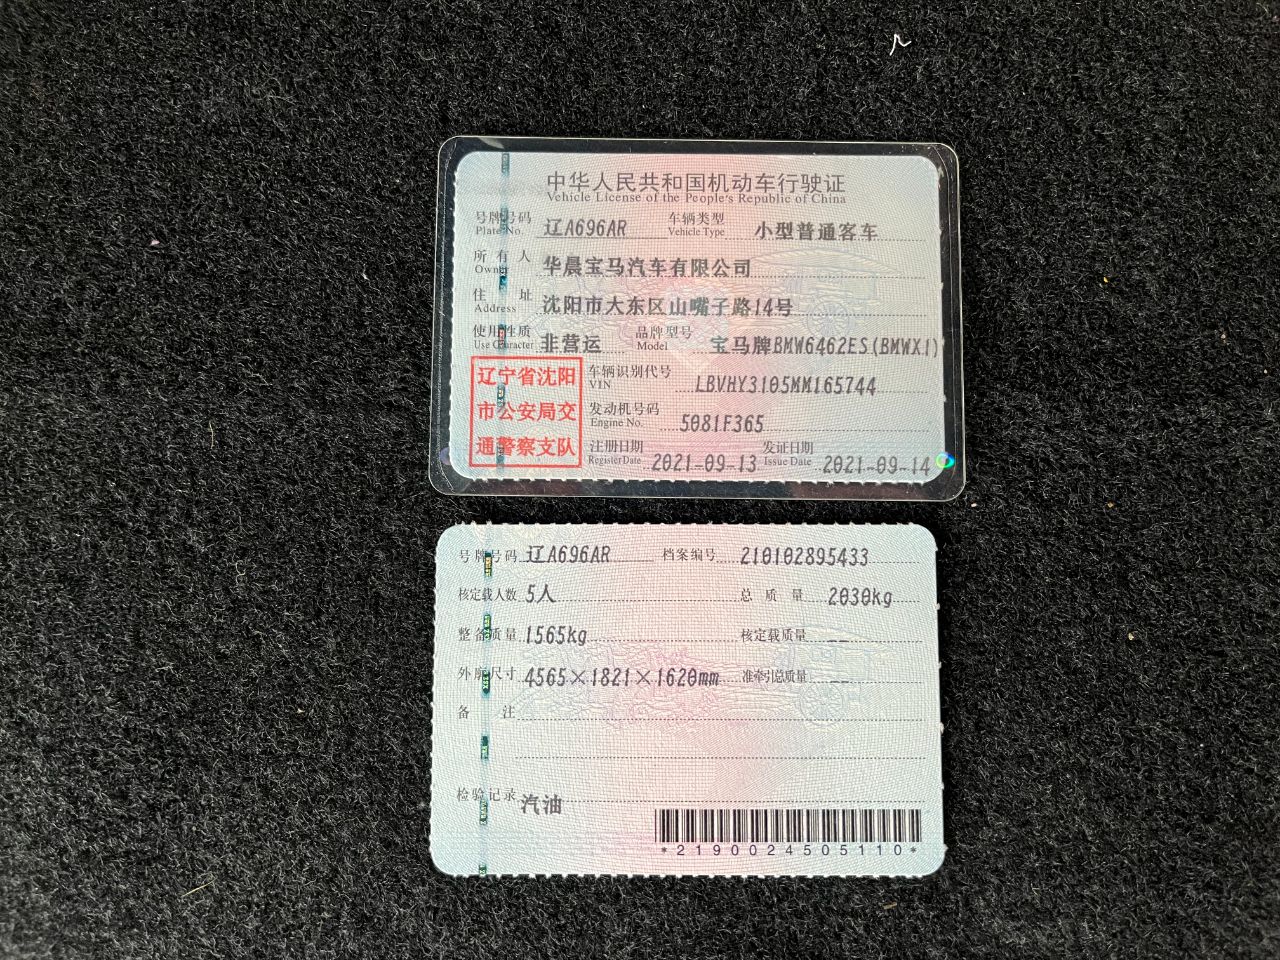 中华人民共和国机动车行驶证
Vehicle License of the People's Republic of China
号牌号码 辽A696AR 车辆类型 小型普通客车
Plate No. Vehicle Type
所有人 华晨宝马汽车有限公司
Owner
住址 沈阳市大东区山嘴子路14号
Address
使用性质 非营运 品牌型号 宝马牌BMW6462ES(BMWX1)
Use Character Model
辽宁省沈阳
市公安局交
通警察支队
车辆识别代号 LBVHY3105MM165744
VIN
发动机号码 5081F365
Engine No.
注册日期 2021-09-13 发证日期 2021-09-14
Register Date Issue Date
号牌号码 辽A696AR 档案编号 210102895433
核定载人数 5人 总质量 2030kg
整备质量 1565kg 核定载质量 --
外廓尺寸 4565×1821×1620mm 准牵引总质量 --
备注
检验记录 汽油
*2190024505110*